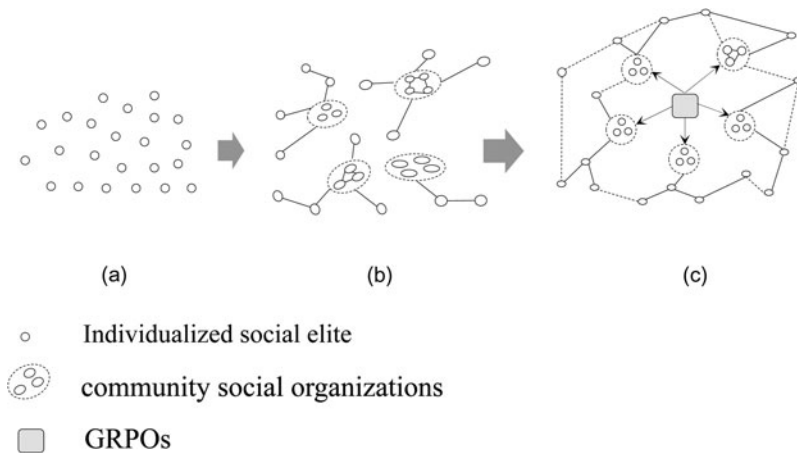 (a) (b) (c)
Individualized social elite
community social organizations
GRPOs